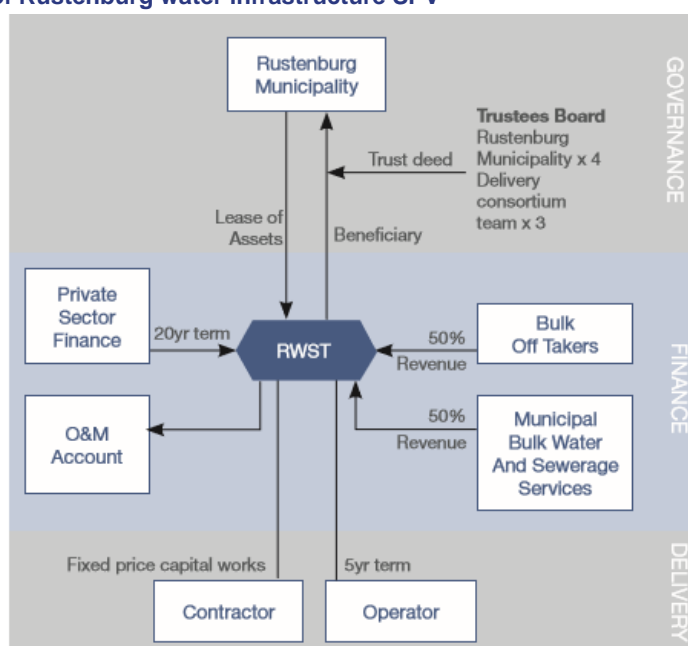 of Rustenburg water infrastructure SPV
GOVERNANCE
Rustenburg
Municipality
Trustees Board
Rustenburg
Municipality x 4
Delivery
consortium
team x 3
Trust deed
Lease of
Assets
Beneficiary
FINANCE
Private
Sector
Finance
20yr term
RWST
50%
Revenue
Bulk
Off Takers
O&M
Account
50%
Revenue
Municipal
Bulk Water
And Sewerage
Services
DELIVERY
Fixed price capital works
5yr term
Contractor
Operator